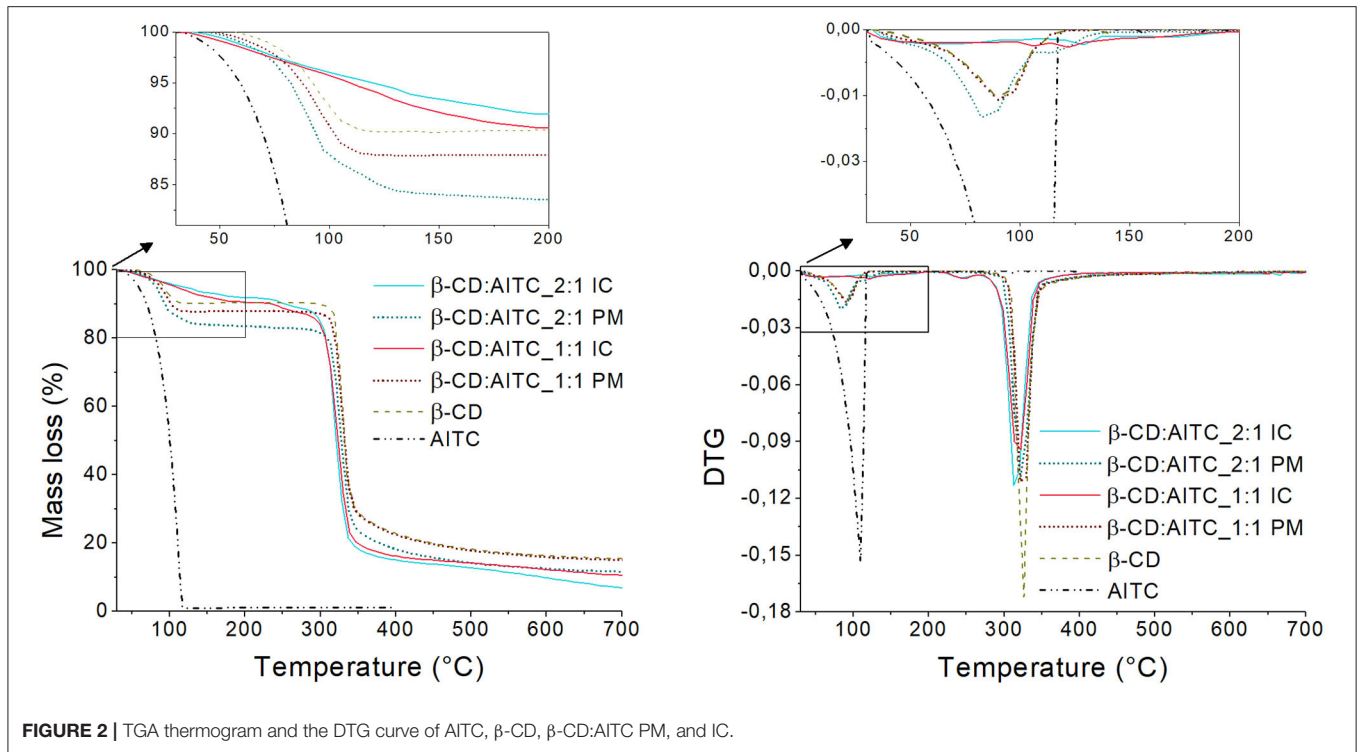 100
95
90
85
50
100
150
200
0,00
-0,01
-0,03
50
100
150
200
100
80
60
40
20
0
Mass loss (%)
β-CD:AITC_2:1 IC
β-CD:AITC_2:1 PM
β-CD:AITC_1:1 IC
β-CD:AITC_1:1 PM
β-CD
AITC
100
200
300
400
500
600
700
Temperature (°C)
0,00
-0,03
-0,06
-0,09
-0,12
-0,15
-0,18
DTG
β-CD:AITC_2:1 IC
β-CD:AITC_2:1 PM
β-CD:AITC_1:1 IC
β-CD:AITC_1:1 PM
β-CD
AITC
100
200
300
400
500
600
700
Temperature (°C)
FIGURE 2 | TGA thermogram and the DTG curve of AITC, β-CD, β-CD:AITC PM, and IC.